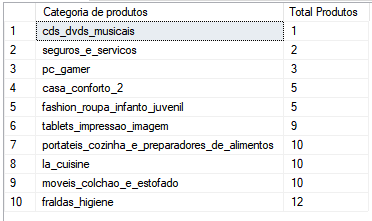 Categoria de produtos Total Produtos
1 cds_dvds_musicais 1
2 seguros_e_servicos 2
3 pc_gamer 3
4 casa_conforto_2 5
5 fashion_roupa_infanto_juvenil 5
6 tablets_impressao_imagem 9
7 portateis_cozinha_e_preparadores_de_alimentos 10
8 la_cuisine 10
9 moveis_colchao_e_estofado 10
10 fraldas_higiene 12